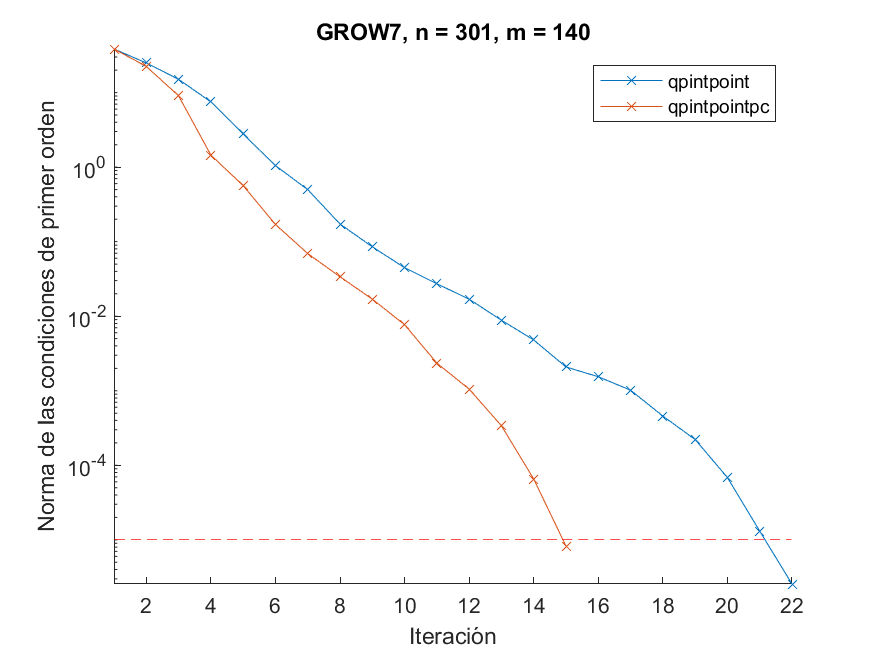 GROW7, n = 301, m = 140
qpintpoint
qpintpointpc
Norma de las condiciones de primer orden
10^0
10^-2
10^-4
2 4 6 8 10 12 14 16 18 20 22
Iteración